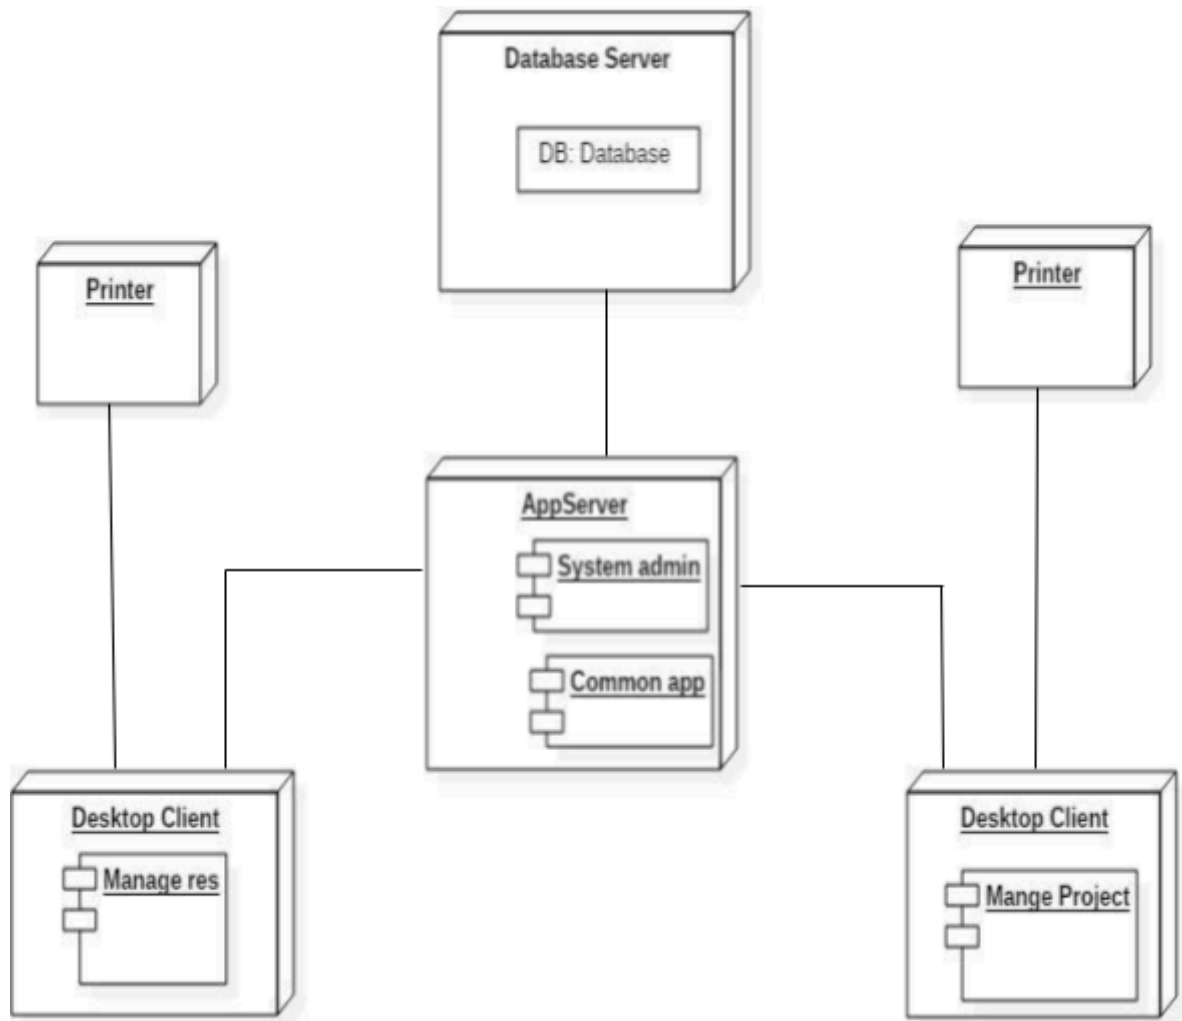 Database Server
DB: Database
Printer
Printer
AppServer
System admin
Common app
Desktop Client
Manage res
Desktop Client
Mange Project